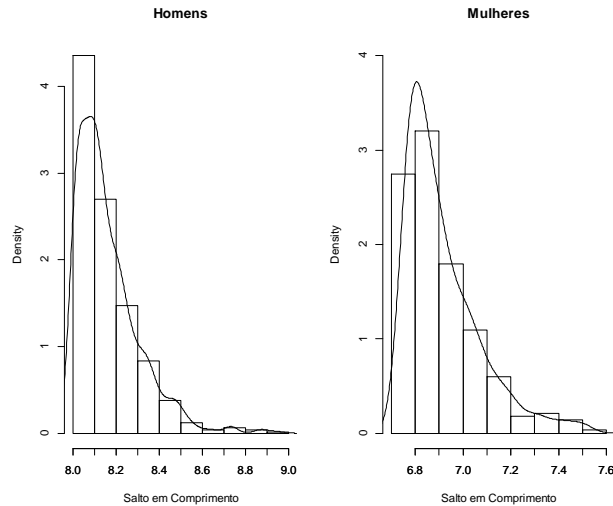 Homens
Density
0
1
2
3
4
8.0 8.2 8.4 8.6 8.8 9.0
Salto em Comprimento
Mulheres
Density
0
1
2
3
4
6.8 7.0 7.2 7.4 7.6
Salto em Comprimento